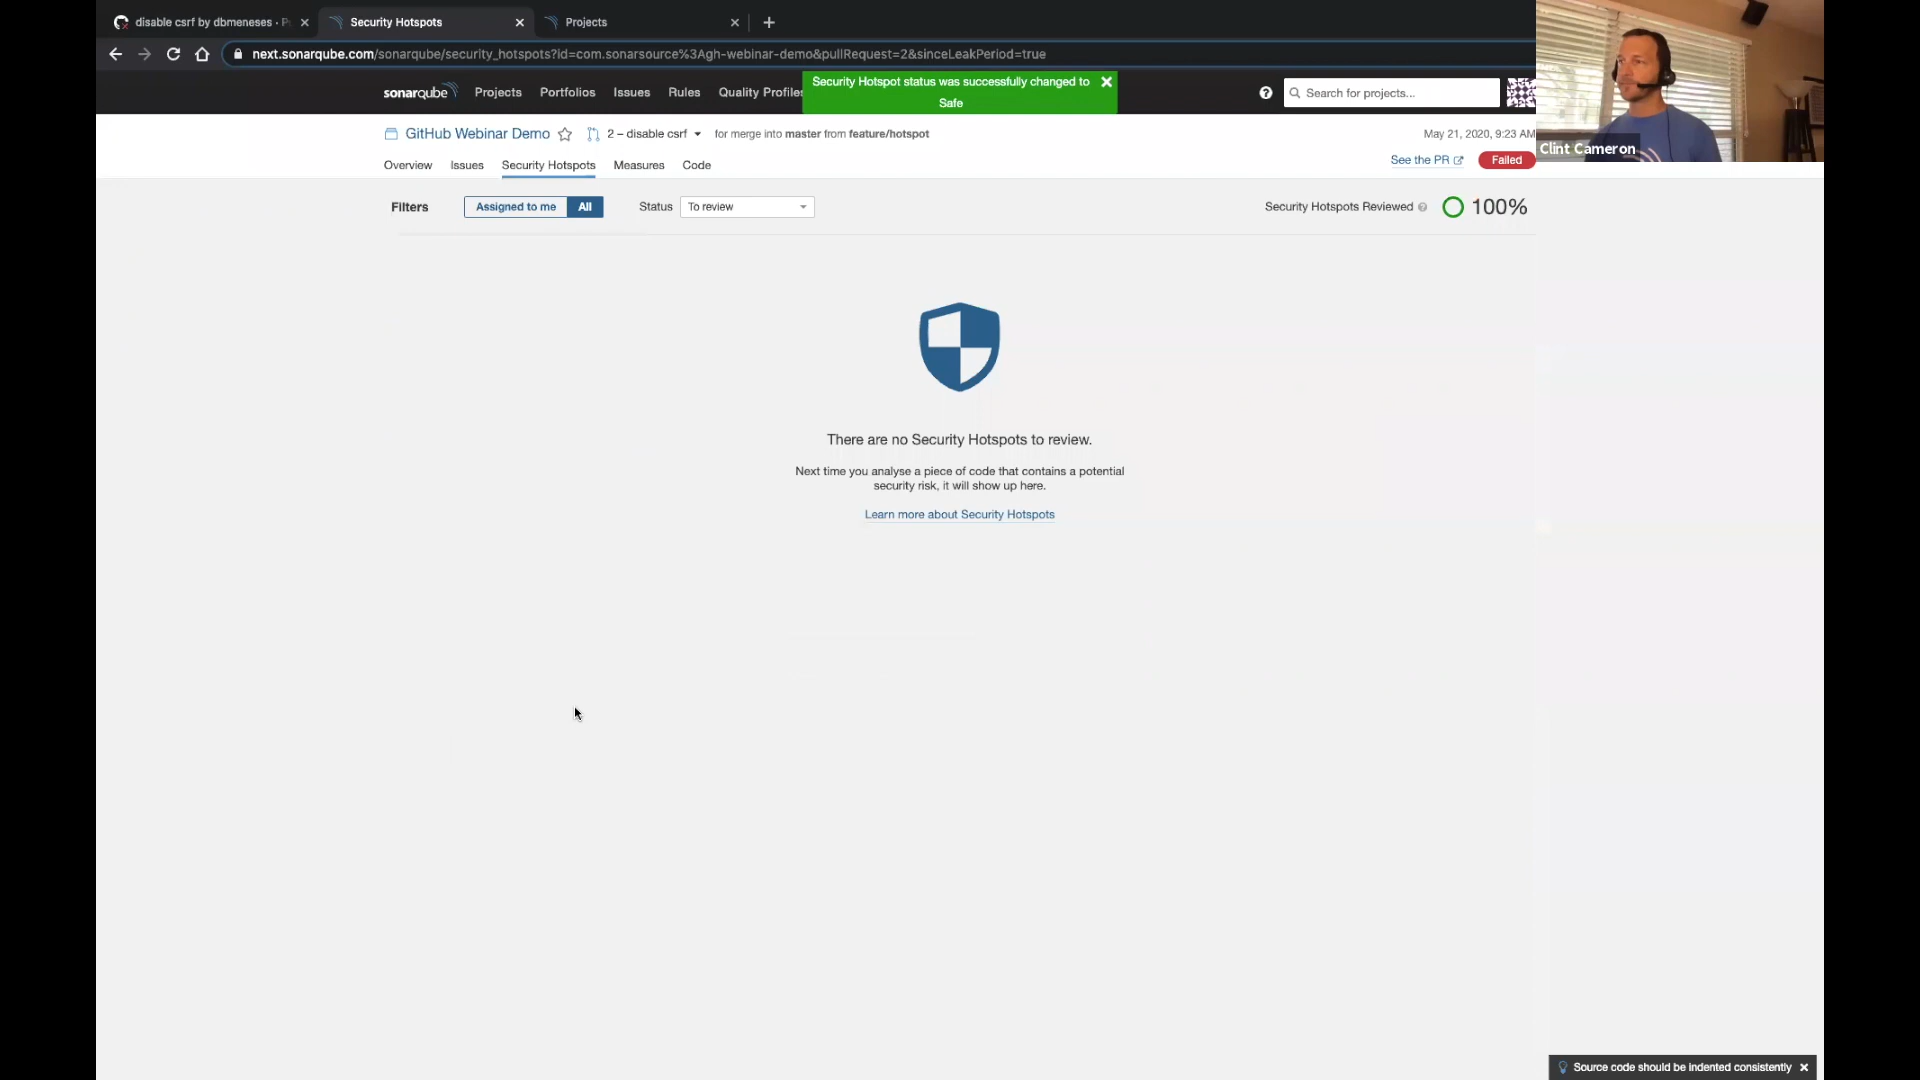 disable csrf by dbmeneses · P
Security Hotspots
Projects
next.sonarqube.com/sonarqube/security_hotspots?id=com.sonarsource%3Agh-webinar-demo&pullRequest=2&sinceLeakPeriod=true
sonarqube
Projects
Portfolios
Issues
Rules
Quality Profiles
Security Hotspot status was successfully changed to
Safe
Search for projects...
GitHub Webinar Demo
2 – disable csrf
for merge into master from feature/hotspot
May 21, 2020, 9:23 AM
Clint Cameron
Overview
Issues
Security Hotspots
Measures
Code
See the PR
Failed
Filters
Assigned to me
All
Status
To review
Security Hotspots Reviewed
100%
There are no Security Hotspots to review.
Next time you analyse a piece of code that contains a potential
security risk, it will show up here.
Learn more about Security Hotspots
Source code should be indented consistently